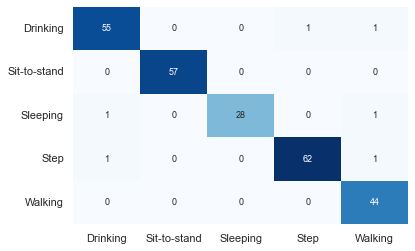 Drinking 55 0 0 1 1
Sit-to-stand 0 57 0 0 0
Sleeping 1 0 28 0 1
Step 1 0 0 62 1
Walking 0 0 0 0 44
Drinking Sit-to-stand Sleeping Step Walking